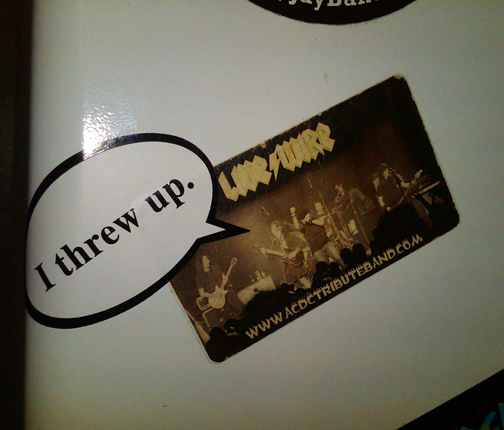 LIVE WIRE
I threw up.
WWW.ACDCTRIBUTEBAND.COM